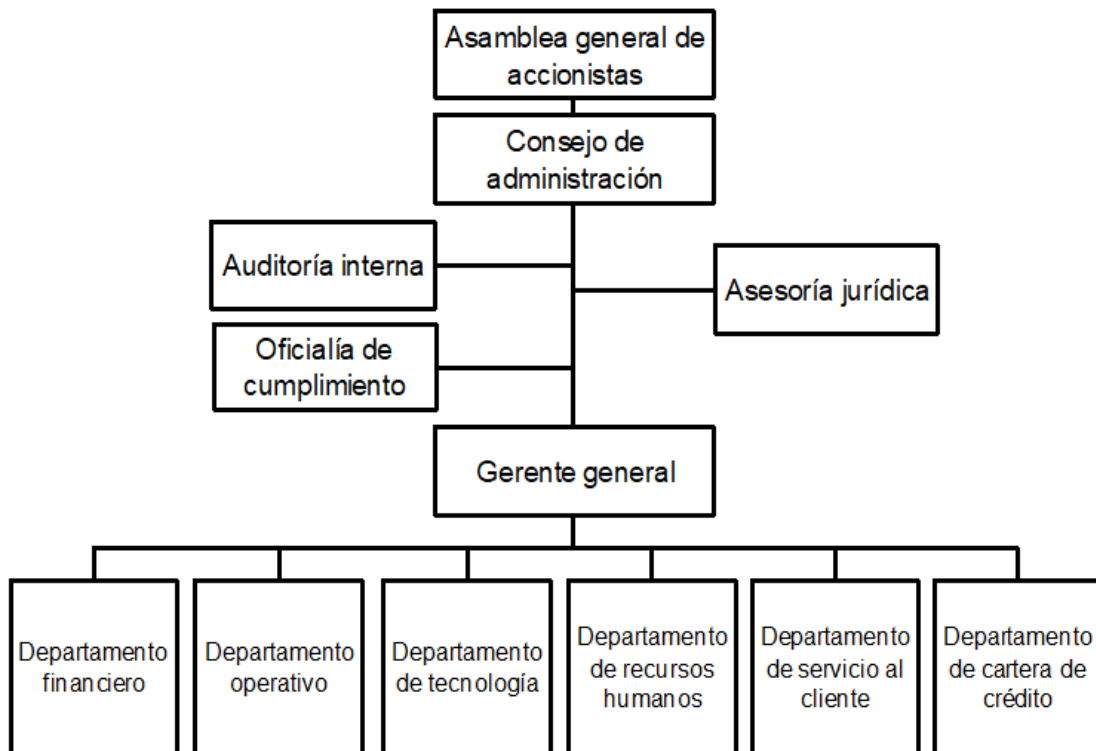 Asamblea general de
accionistas
Consejo de
administración
Auditoría interna
Asesoría jurídica
Oficialía de
cumplimiento
Gerente general
Departamento
financiero
Departamento
operativo
Departamento
de tecnología
Departamento
de recursos
humanos
Departamento
de servicio al
cliente
Departamento
de cartera de
crédito